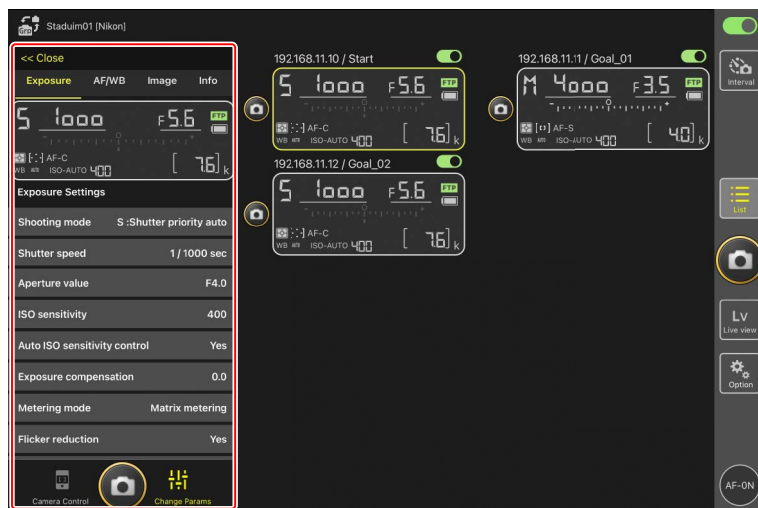 Grp Staduim01 [Nikon]
<< Close
Exposure AF/WB Image Info
S 1000 F5.6 FTP
[ ] AF-C
WB AUTO ISO-AUTO 400 [ 7.6] k
Exposure Settings
Shooting mode S :Shutter priority auto
Shutter speed 1 / 1000 sec
Aperture value F4.0
ISO sensitivity 400
Auto ISO sensitivity control Yes
Exposure compensation 0.0
Metering mode Matrix metering
Flicker reduction Yes
Camera Control Change Params
192.168.11.10 / Start
S 1000 F5.6 FTP
- +
[ ] AF-C
WB AUTO ISO-AUTO 400 [ 7.6] k
192.168.11.12 / Goal_02
S 1000 F5.6 FTP
- +
[ ] AF-C
WB AUTO ISO-AUTO 400 [ 7.6] k
192.168.11.11 / Goal_01
M 4000 F3.5 FTP
- +
[ ] AF-S
WB AUTO ISO-AUTO 400 [ 4.0] k
Interval
List
LV
Live view
Option
AF-ON